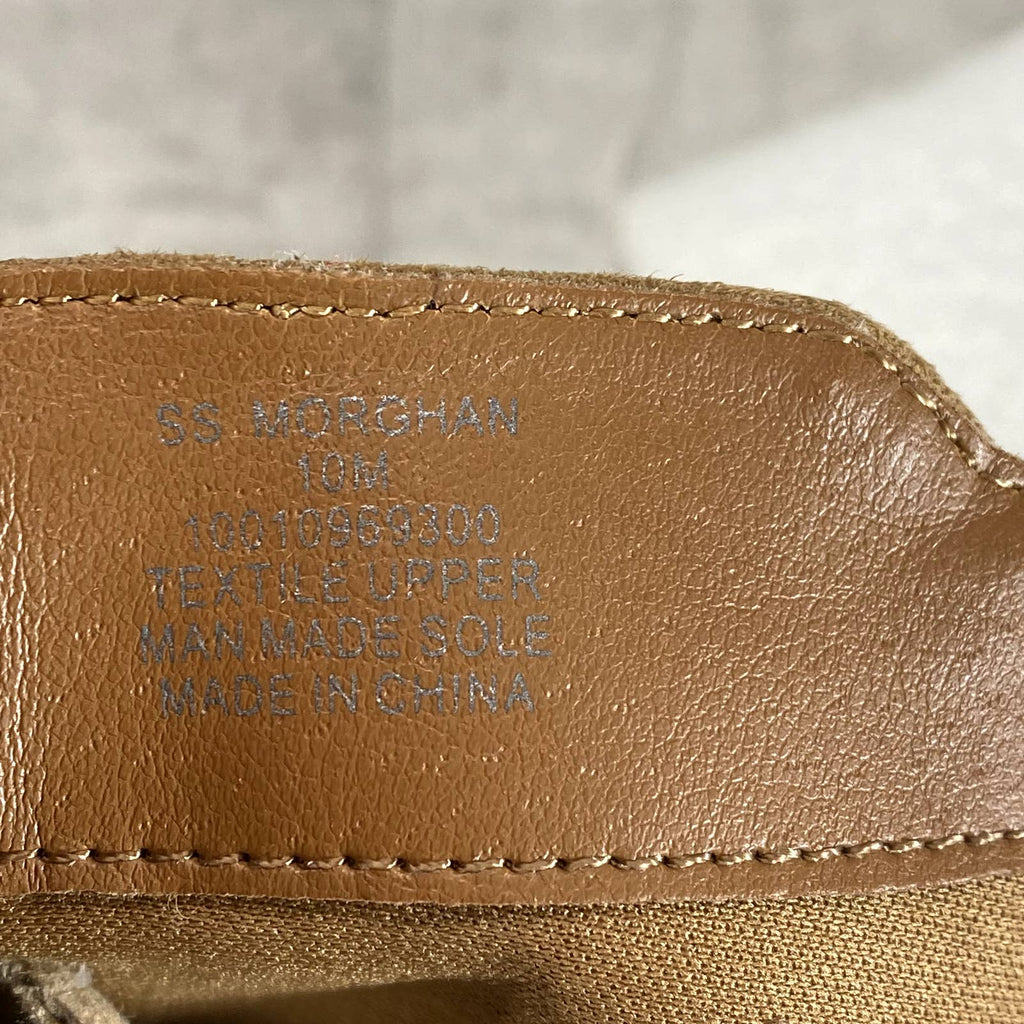 SS MORGHAN
10M
10010969300
TEXTILE UPPER
MAN MADE SOLE
MADE IN CHINA